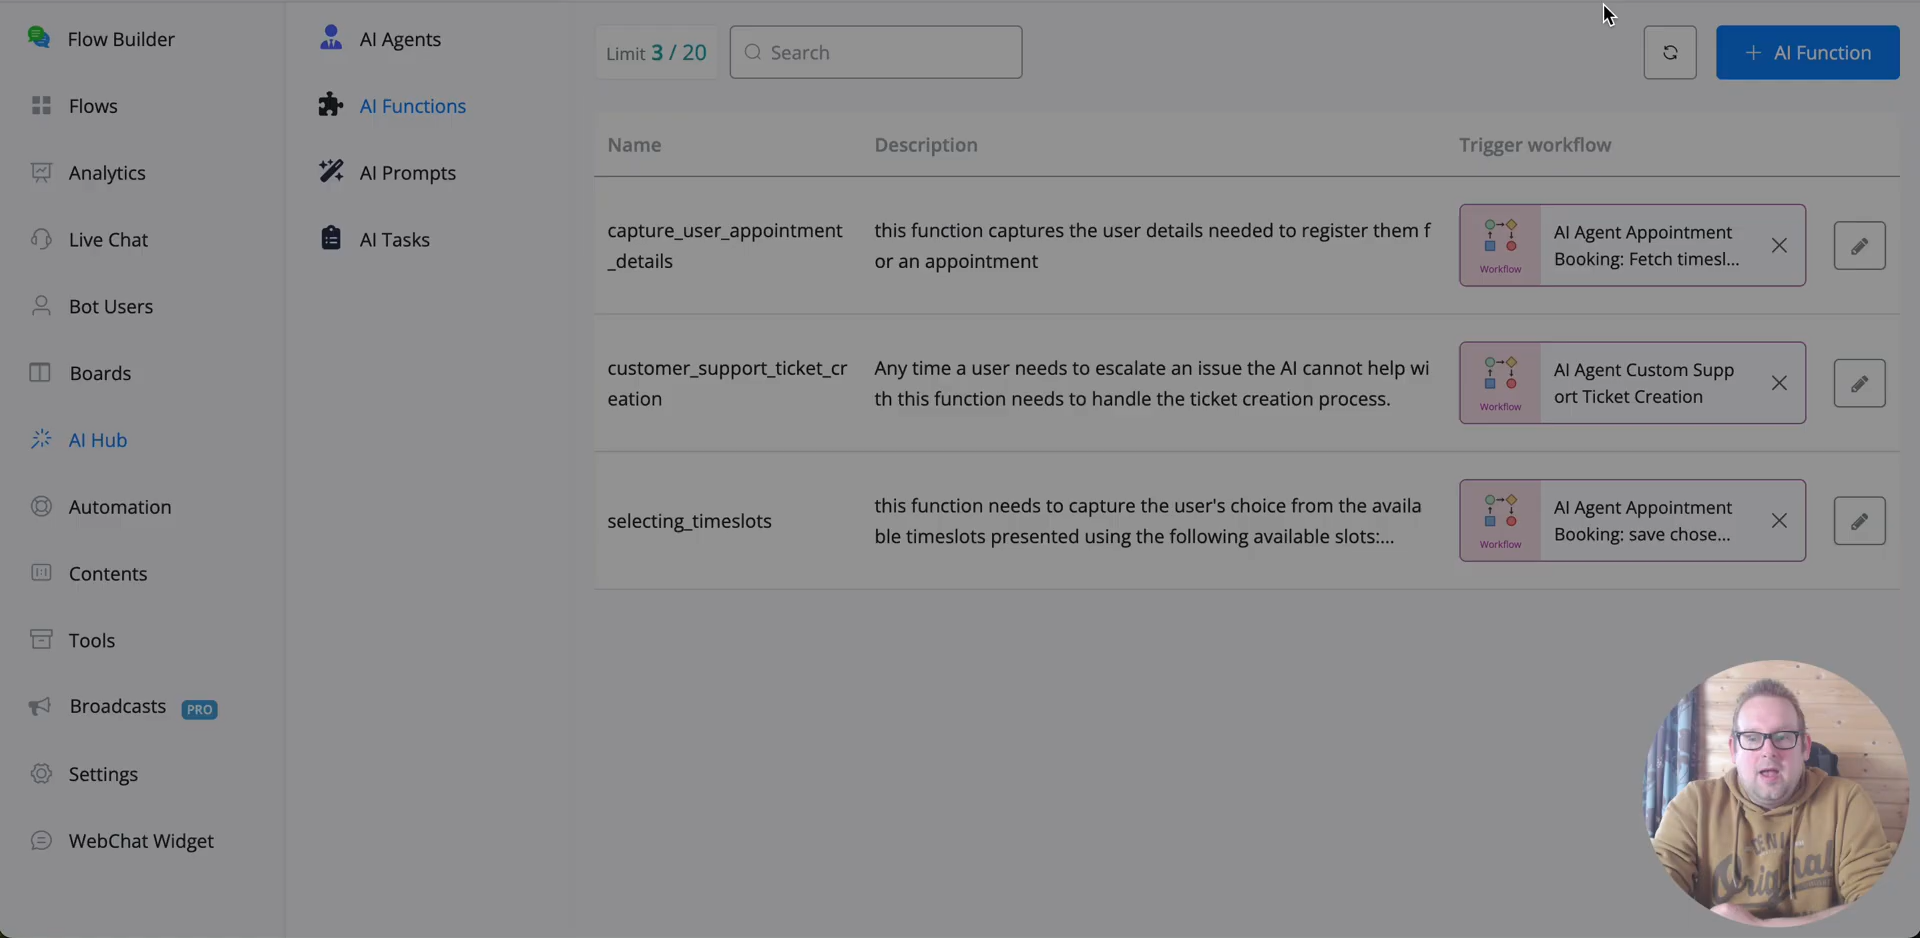 Flow Builder
Flows
Analytics
Live Chat
Bot Users
Boards
AI Hub
Automation
Contents
Tools
Broadcasts PRO
Settings
WebChat Widget
AI Agents
AI Functions
AI Prompts
AI Tasks
Limit 3 / 20
Search
+ AI Function
Name Description Trigger workflow
capture_user_appointment
_details
this function captures the user details needed to register them f
or an appointment
Workflow
AI Agent Appointment
Booking: Fetch timesl...
customer_support_ticket_cr
eation
Any time a user needs to escalate an issue the AI cannot help wi
th this function needs to handle the ticket creation process.
Workflow
AI Agent Custom Supp
ort Ticket Creation
selecting_timeslots
this function needs to capture the user's choice from the availa
ble timeslots presented using the following available slots:...
Workflow
AI Agent Appointment
Booking: save chose...
Original